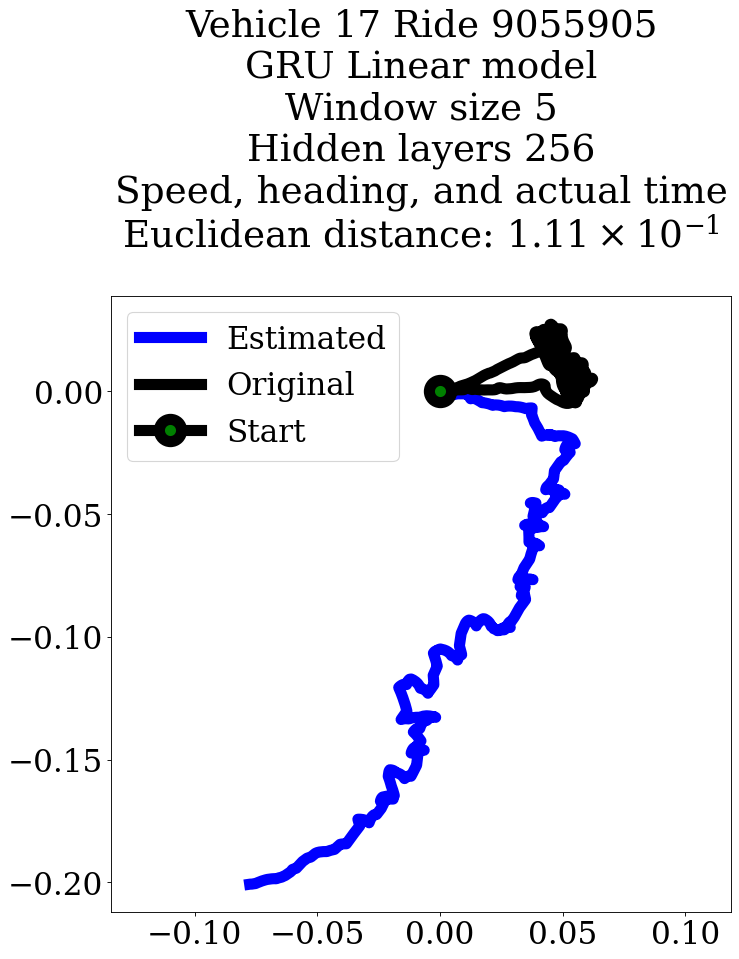 Vehicle 17 Ride 9055905
GRU Linear model
Window size 5
Hidden layers 256
Speed, heading, and actual time
Euclidean distance: 1.11 × 10⁻¹
Estimated
Original
Start
0.00
−0.05
−0.10
−0.15
−0.20
−0.10 −0.05 0.00 0.05 0.10